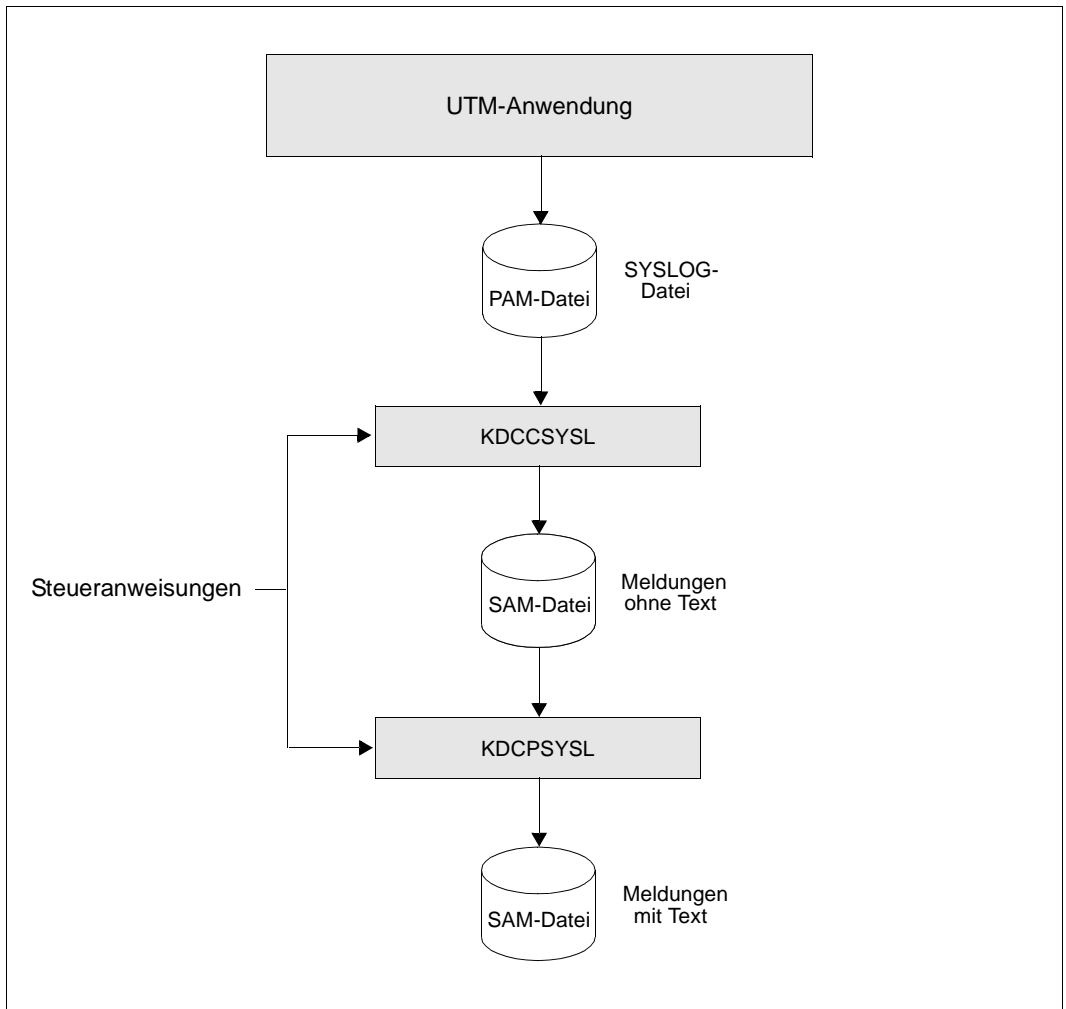 UTM-Anwendung
SYSLOG-
Datei
PAM-Datei
KDCCSYSL
Steueranweisungen
Meldungen
ohne Text
SAM-Datei
KDCPSYSL
Meldungen
mit Text
SAM-Datei